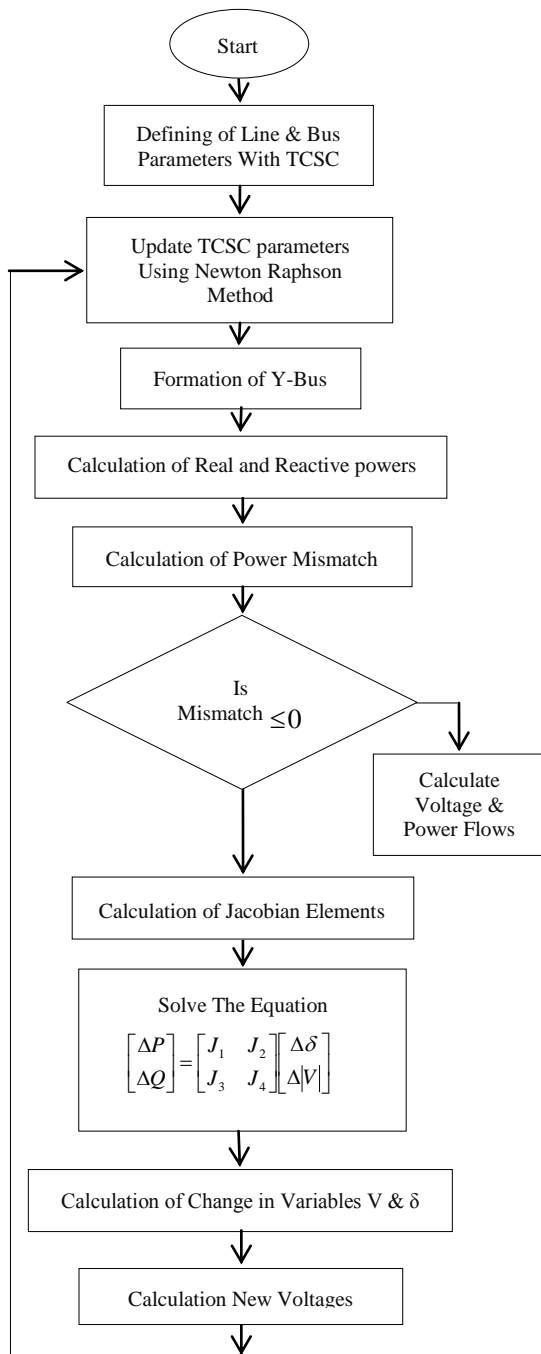 Start
Defining of Line & Bus
Parameters With TCSC
Update TCSC parameters
Using Newton Raphson
Method
Formation of Y-Bus
Calculation of Real and Reactive powers
Calculation of Power Mismatch
Is
Mismatch ≤0
Calculate
Voltage &
Power Flows
Calculation of Jacobian Elements
Solve The Equation
[ΔP] = [J1 J2] [Δδ]
[ΔQ] [J3 J4] [Δ|V|]
Calculation of Change in Variables V & δ
Calculation New Voltages